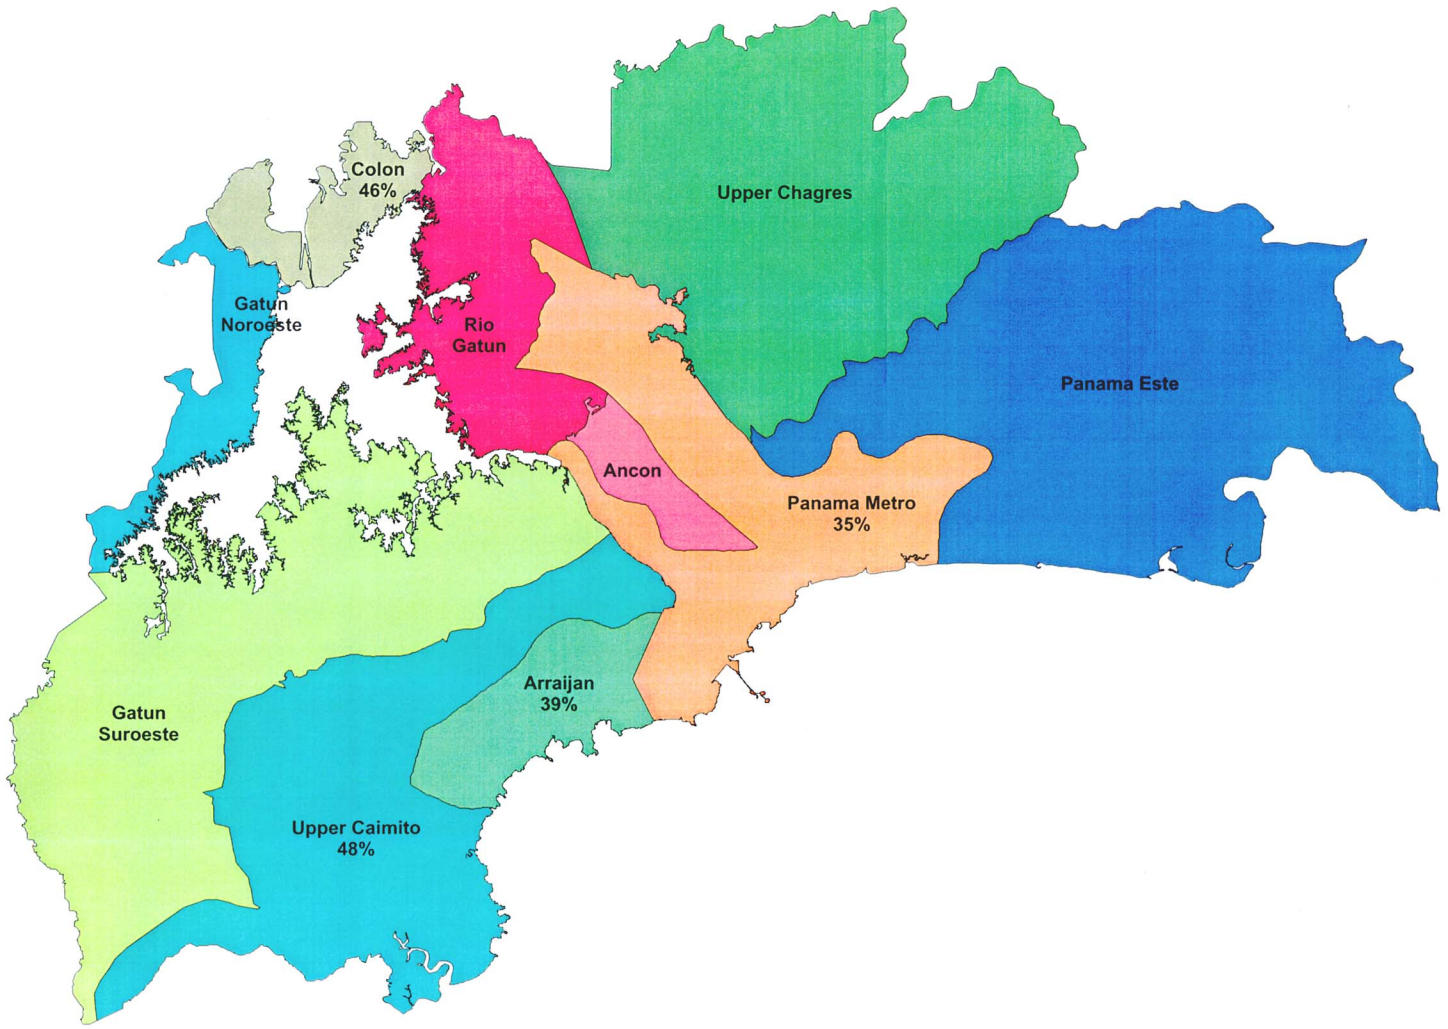 Colon
46%
Upper Chagres
Gatun
Noroeste
Rio
Gatun
Panama Este
Ancon
Panama Metro
35%
Arraijan
39%
Gatun
Suroeste
Upper Caimito
48%